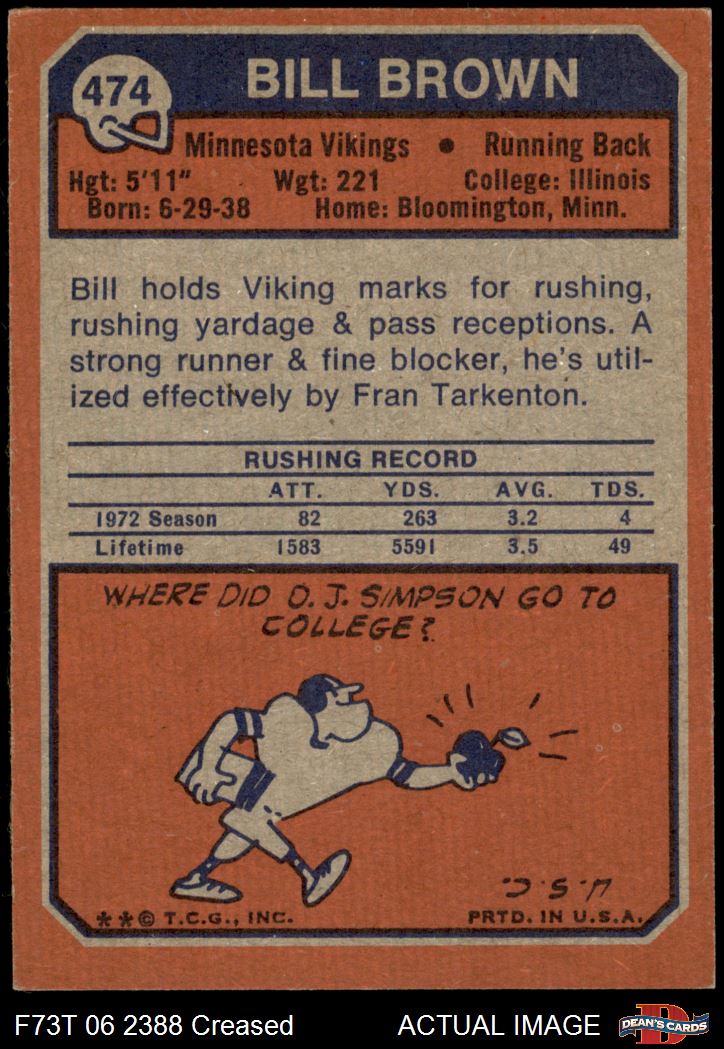 474
BILL BROWN
Minnesota Vikings • Running Back
Hgt: 5'11" Wgt: 221 College: Illinois
Born: 6-29-38 Home: Bloomington, Minn.
Bill holds Viking marks for rushing,
rushing yardage & pass receptions. A
strong runner & fine blocker, he's util-
ized effectively by Fran Tarkenton.
RUSHING RECORD
ATT. YDS. AVG. TDS.
1972 Season 82 263 3.2 4
Lifetime 1583 5591 3.5 49
WHERE DID O. J. SIMPSON GO TO
COLLEGE?
U.S.C.
**© T.C.G., INC. PRTD. IN U.S.A.
F73T 06 2388 Creased ACTUAL IMAGE
D
DEAN'S CARDS